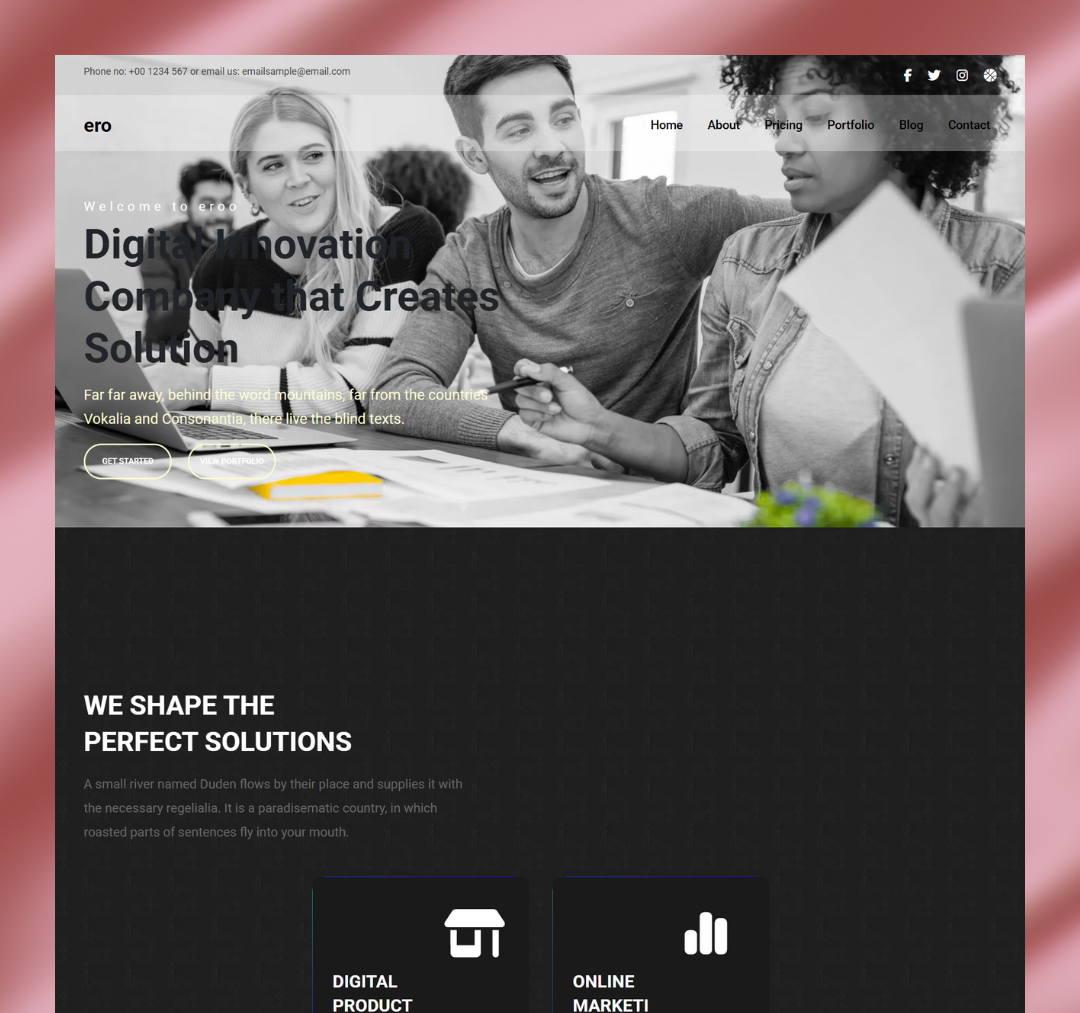 Phone no: +00 1234 567 or email us: emailsample@email.com
ero
Home About Pricing Portfolio Blog Contact
Welcome to eroo
Digital Innovation
Company that Creates
Solution
Far far away, behind the word mountains, far from the countries
Vokalia and Consonantia, there live the blind texts.
GET STARTED VIEW PORTFOLIO
WE SHAPE THE
PERFECT SOLUTIONS
A small river named Duden flows by their place and supplies it with
the necessary regelialia. It is a paradisematic country, in which
roasted parts of sentences fly into your mouth.
DIGITAL
PRODUCT
ONLINE
MARKETI